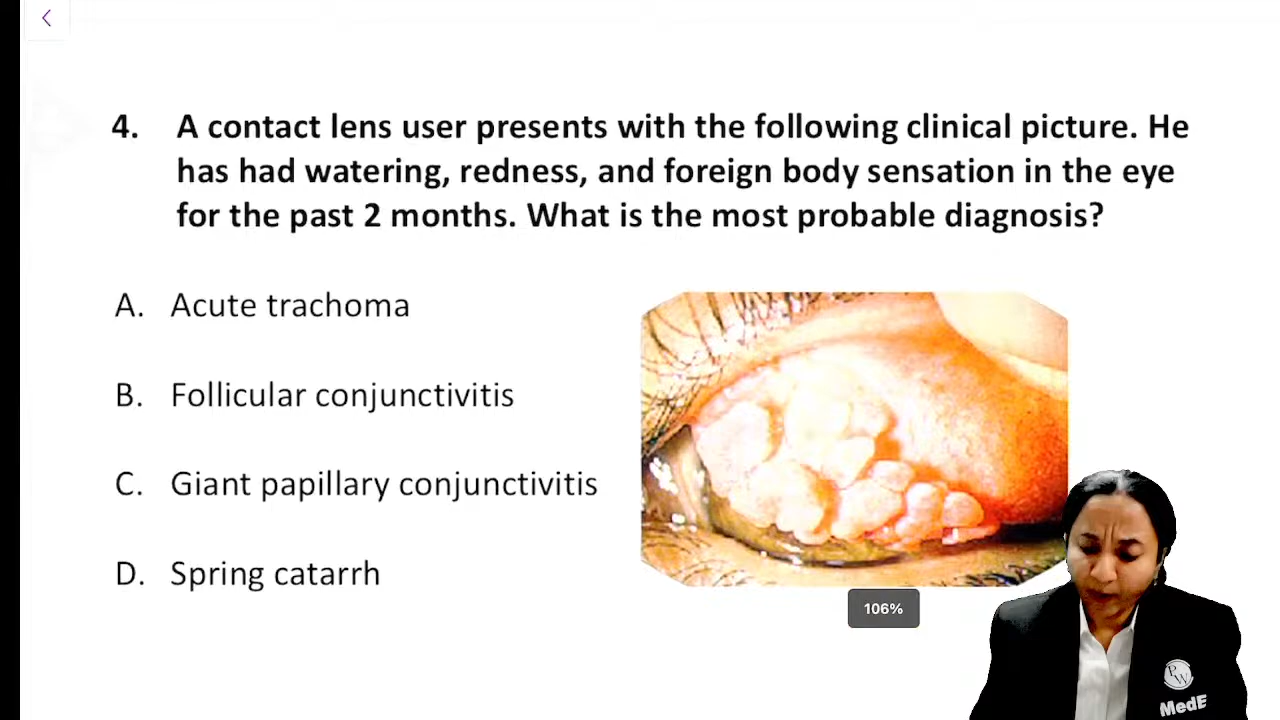 4. A contact lens user presents with the following clinical picture. He
has had watering, redness, and foreign body sensation in the eye
for the past 2 months. What is the most probable diagnosis?
A. Acute trachoma
B. Follicular conjunctivitis
C. Giant papillary conjunctivitis
D. Spring catarrh
106%
PW
MedE